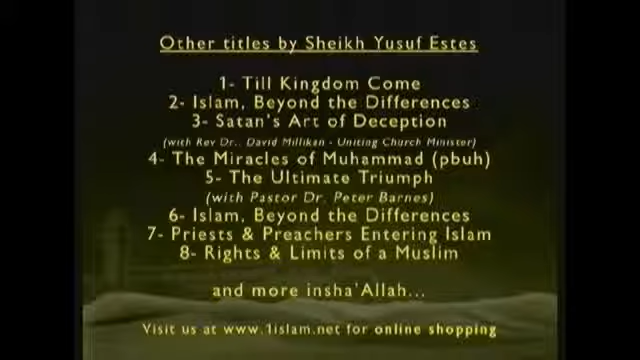 Other titles by Sheikh Yusuf Estes
1- Till Kingdom Come
2- Islam, Beyond the Differences
3- Satan's Art of Deception
(with Rev Dr. David Millikan - Uniting Church Minister)
4- The Miracles of Muhammad (pbuh)
5- The Ultimate Triumph
(with Pastor Dr. Peter Barnes)
6- Islam, Beyond the Differences
7- Priests & Preachers Entering Islam
8- Rights & Limits of a Muslim
and more insha'Allah...
Visit us at www.1islam.net for online shopping